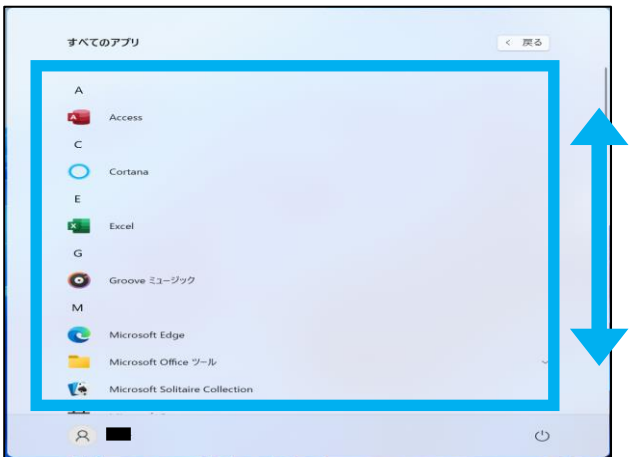 すべてのアプリ
< 戻る
A
Access
C
Cortana
E
Excel
G
Groove ミュージック
M
Microsoft Edge
Microsoft Office ツール
Microsoft Solitaire Collection